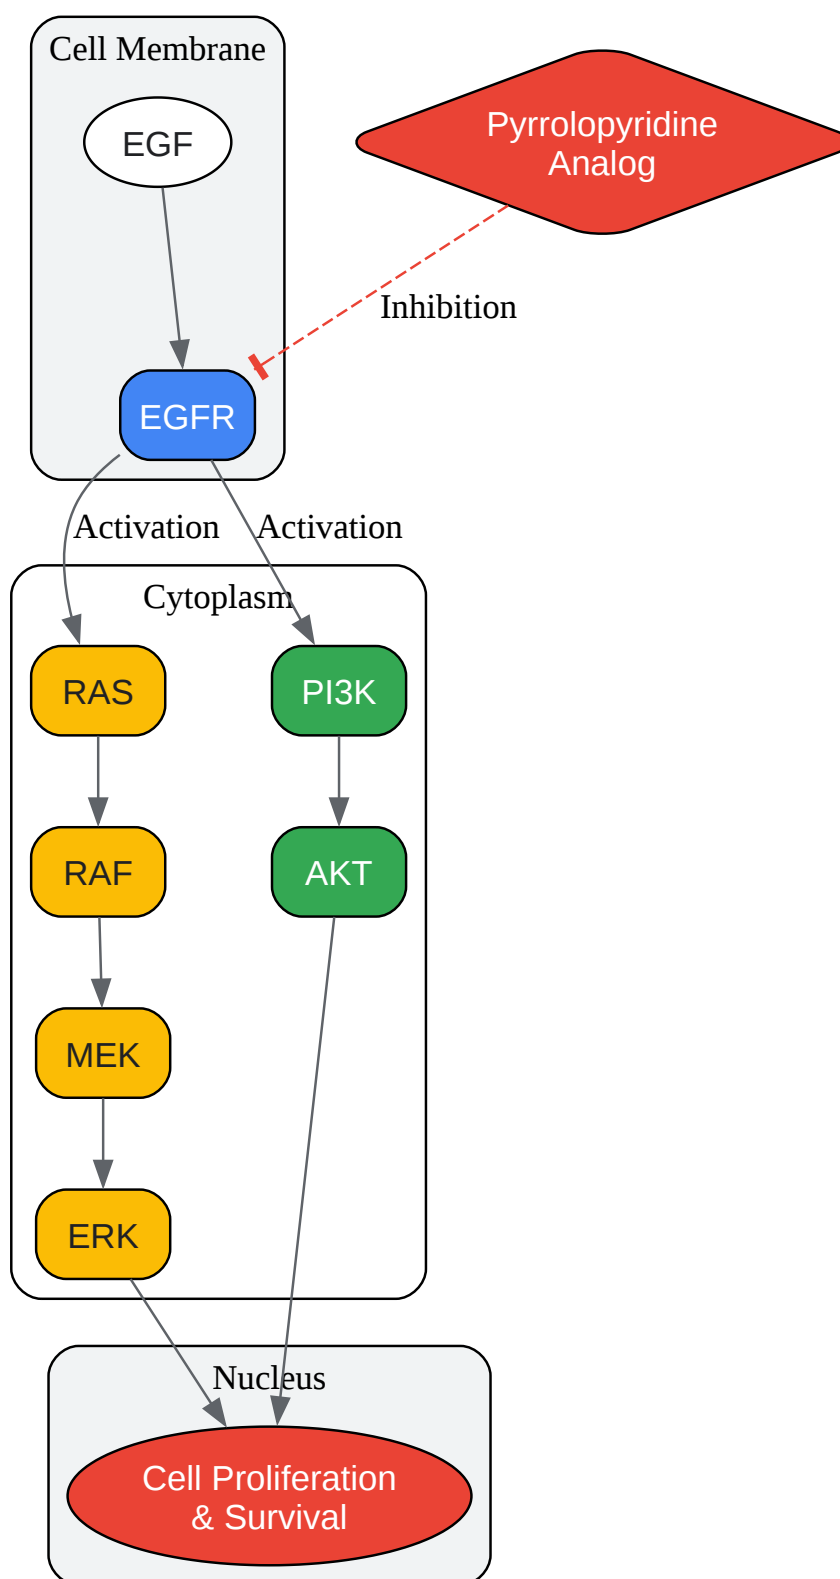 Cell Membrane
EGF
Pyrrolopyridine
Analog
Inhibition
EGFR
Activation
Activation
Cytoplasm
RAS
PI3K
RAF
AKT
MEK
ERK
Nucleus
Cell Proliferation
& Survival